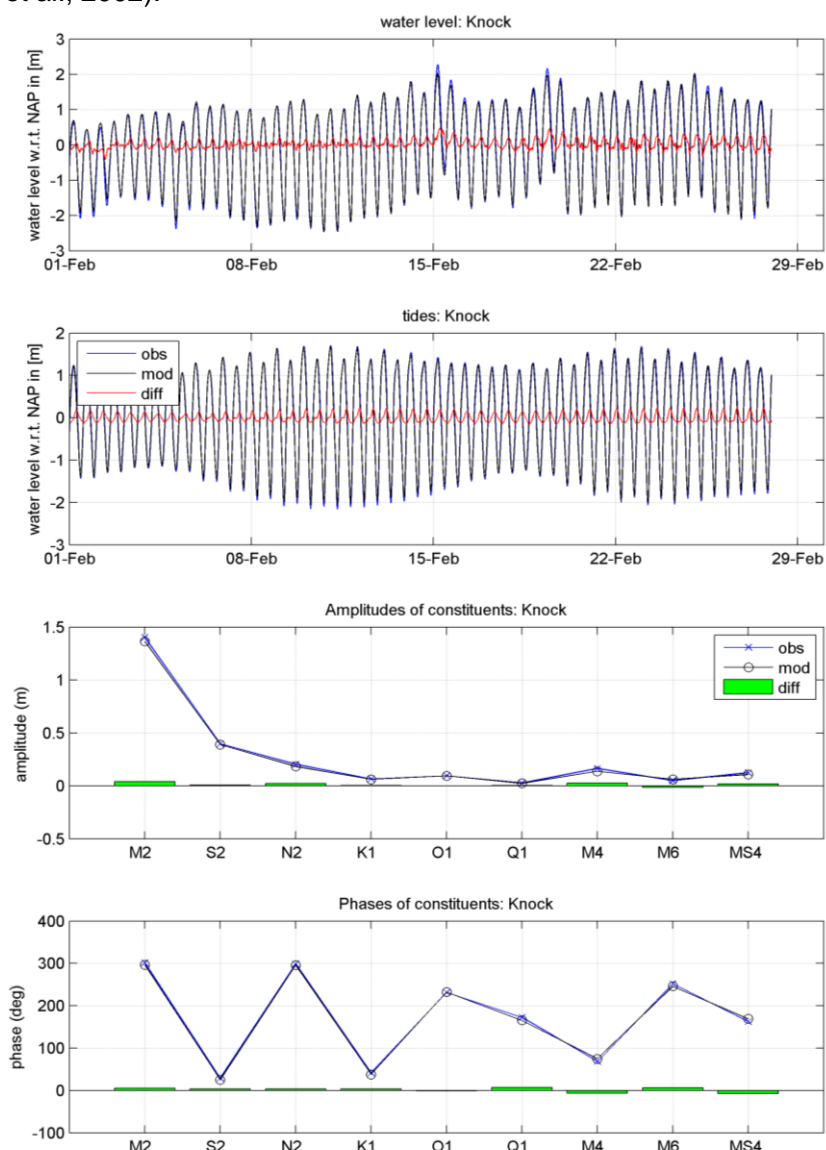 et all, 2002).
water level: Knock
water level w.r.t. NAP in [m]
3
2
1
0
-1
-2
-3
01-Feb 08-Feb 15-Feb 22-Feb 29-Feb
tides: Knock
water level w.r.t. NAP in [m]
2
1
0
-1
-2
-3
obs
mod
diff
01-Feb 08-Feb 15-Feb 22-Feb 29-Feb
Amplitudes of constituents: Knock
amplitude (m)
1.5
1
0.5
0
-0.5
obs
mod
diff
M2 S2 N2 K1 O1 Q1 M4 M6 MS4
Phases of constituents: Knock
phase (deg)
400
300
200
100
0
-100
M2 S2 N2 K1 O1 Q1 M4 M6 MS4